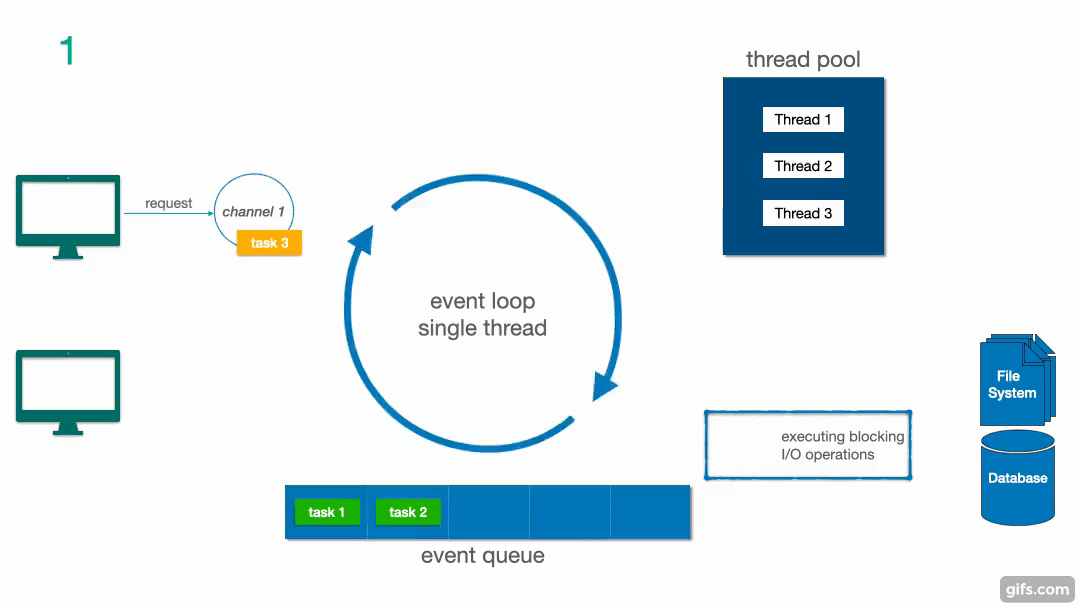 1
thread pool
Thread 1
Thread 2
Thread 3
request
channel 1
task 3
event loop
single thread
File
System
executing blocking
I/O operations
Database
task 1
task 2
event queue
gifs.com